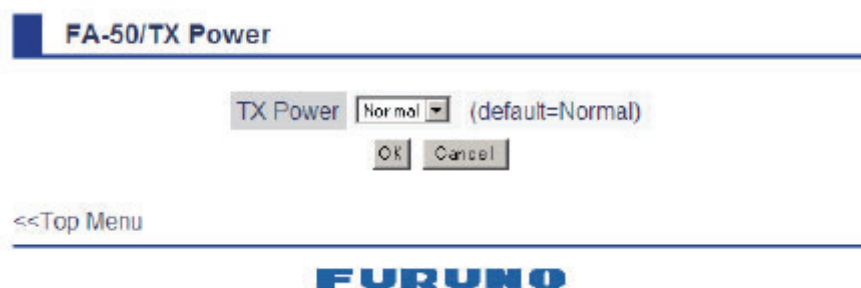 FA-50/TX Power
TX Power Normal (default=Normal)
OK Cancel
<<Top Menu
FURUNO